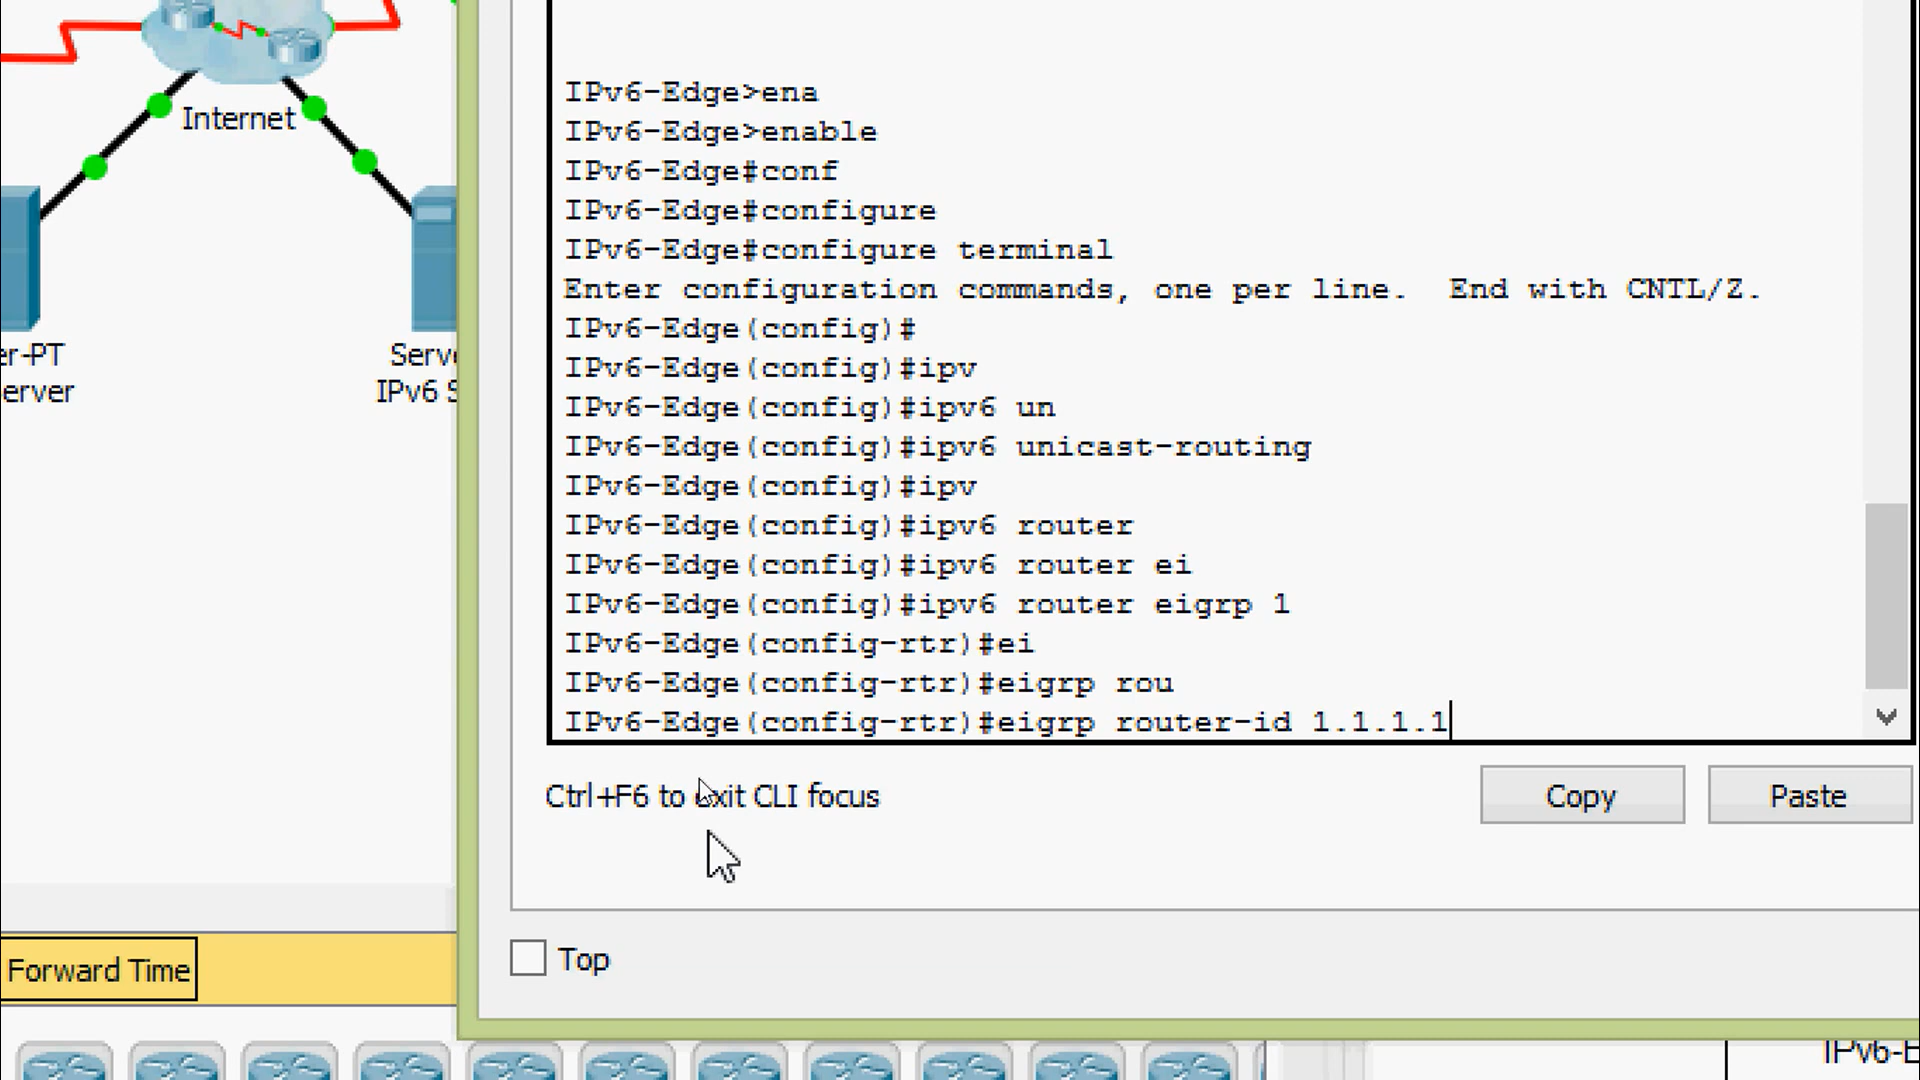 Internet
er-PT
erver
Serve
IPv6 S
IPv6-Edge>ena
IPv6-Edge>enable
IPv6-Edge#conf
IPv6-Edge#configure
IPv6-Edge#configure terminal
Enter configuration commands, one per line.  End with CNTL/Z.
IPv6-Edge(config)#
IPv6-Edge(config)#ipv
IPv6-Edge(config)#ipv6 un
IPv6-Edge(config)#ipv6 unicast-routing
IPv6-Edge(config)#ipv
IPv6-Edge(config)#ipv6 router
IPv6-Edge(config)#ipv6 router ei
IPv6-Edge(config)#ipv6 router eigrp 1
IPv6-Edge(config-rtr)#ei
IPv6-Edge(config-rtr)#eigrp rou
IPv6-Edge(config-rtr)#eigrp router-id 1.1.1.1
Ctrl+F6 to exit CLI focus
Copy
Paste
Top
Forward Time
IPv6-E